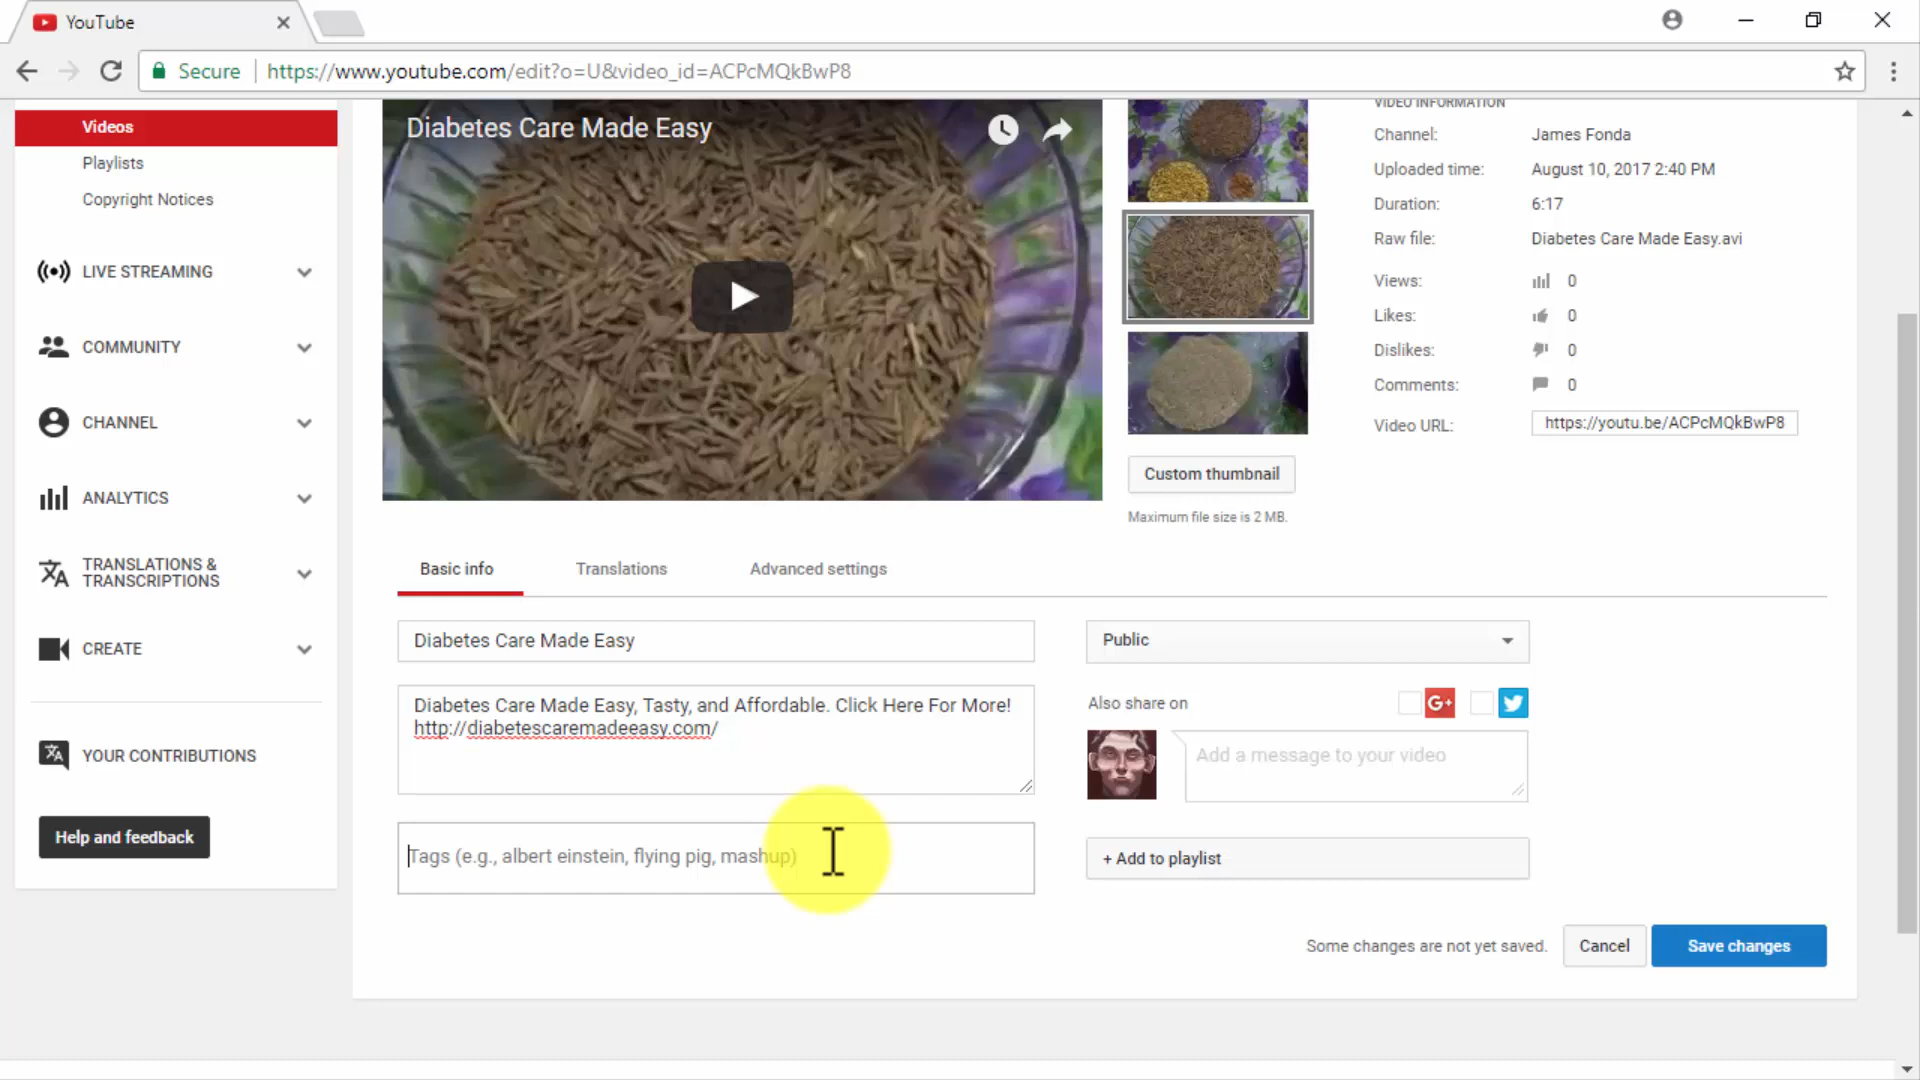 YouTube
Secure https://www.youtube.com/edit?o=U&video_id=ACPcMQkBwP8
Videos
Playlists
Copyright Notices
LIVE STREAMING
COMMUNITY
CHANNEL
ANALYTICS
TRANSLATIONS &
TRANSCRIPTIONS
CREATE
YOUR CONTRIBUTIONS
Help and feedback
Diabetes Care Made Easy
Custom thumbnail
Maximum file size is 2 MB.
VIDEO INFORMATION
Channel: James Fonda
Uploaded time: August 10, 2017 2:40 PM
Duration: 6:17
Raw file: Diabetes Care Made Easy.avi
Views: 0
Likes: 0
Dislikes: 0
Comments: 0
Video URL: https://youtu.be/ACPcMQkBwP8
Basic info Translations Advanced settings
Diabetes Care Made Easy
Diabetes Care Made Easy, Tasty, and Affordable. Click Here For More!
http://diabetescaremadeeasy.com/
Tags (e.g., albert einstein, flying pig, mashup)
Public
Also share on G+
Add a message to your video
+ Add to playlist
Some changes are not yet saved. Cancel Save changes